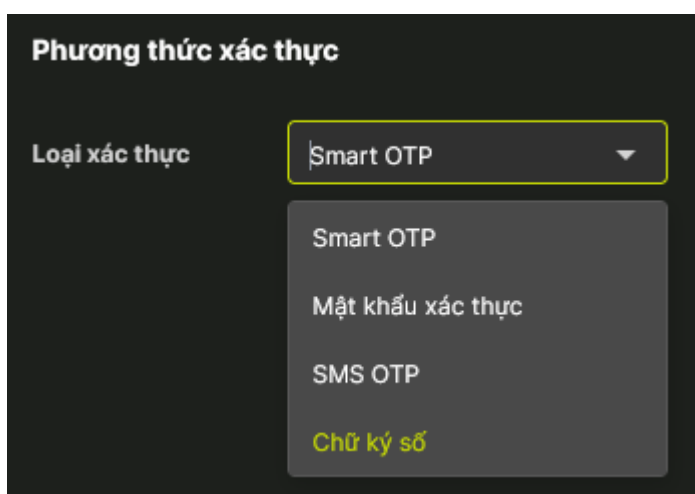 Phương thức xác thực
Loại xác thực
Smart OTP
Smart OTP
Mật khẩu xác thực
SMS OTP
Chữ ký số